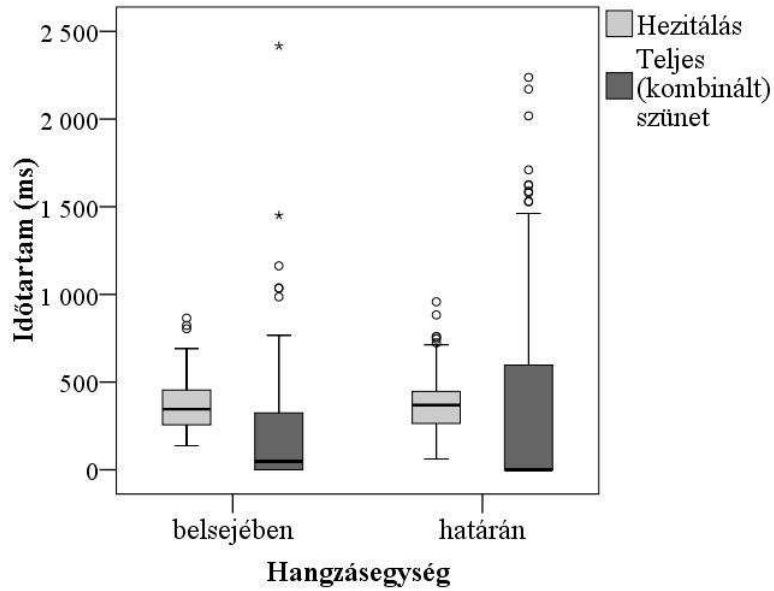 Időtartam (ms)
2 500
2 000
1 500
1 000
500
0
belsejében
határán
Hangzásegység
Hezitálás
Teljes
(kombinált)
szünet